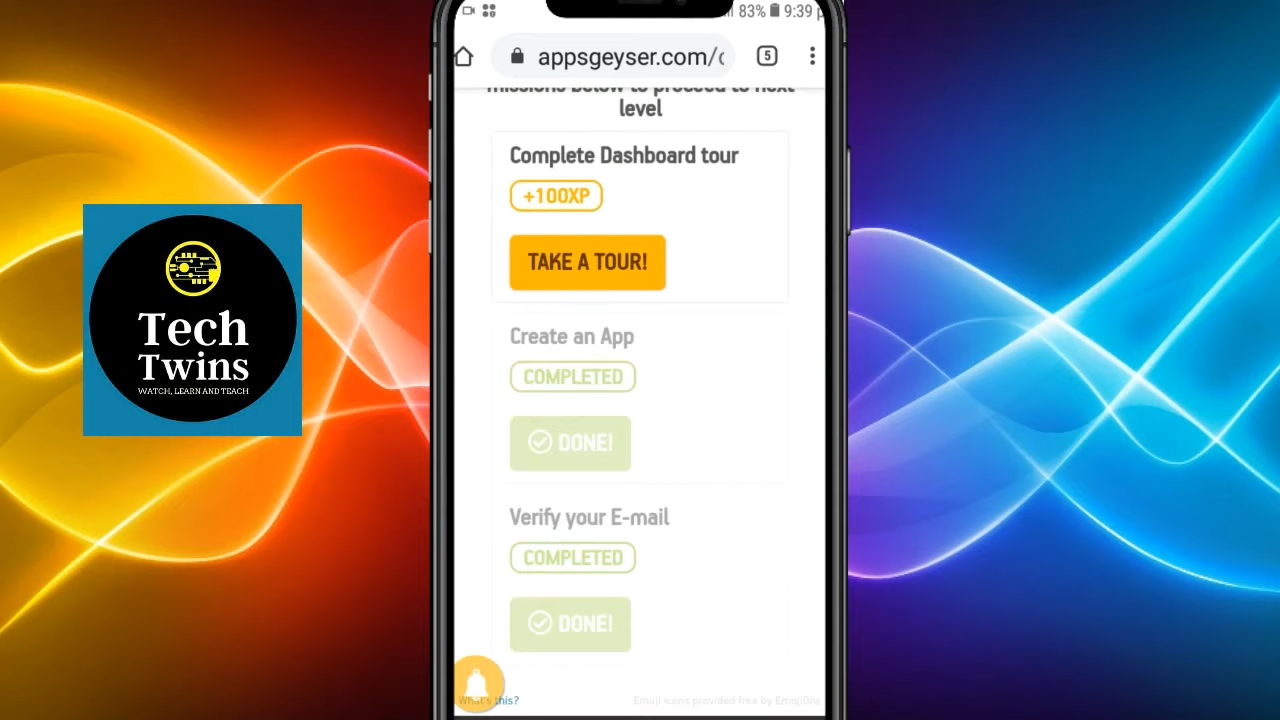 83% 9:39
appsgeyser.com/
5
missions below to proceed to next
level
Complete Dashboard tour
+100XP
TAKE A TOUR!
Create an App
COMPLETED
DONE!
Verify your E-mail
COMPLETED
DONE!
What's this?
Emoji icons provided free by EmojiOne
Tech
Twins
WATCH, LEARN AND TEACH